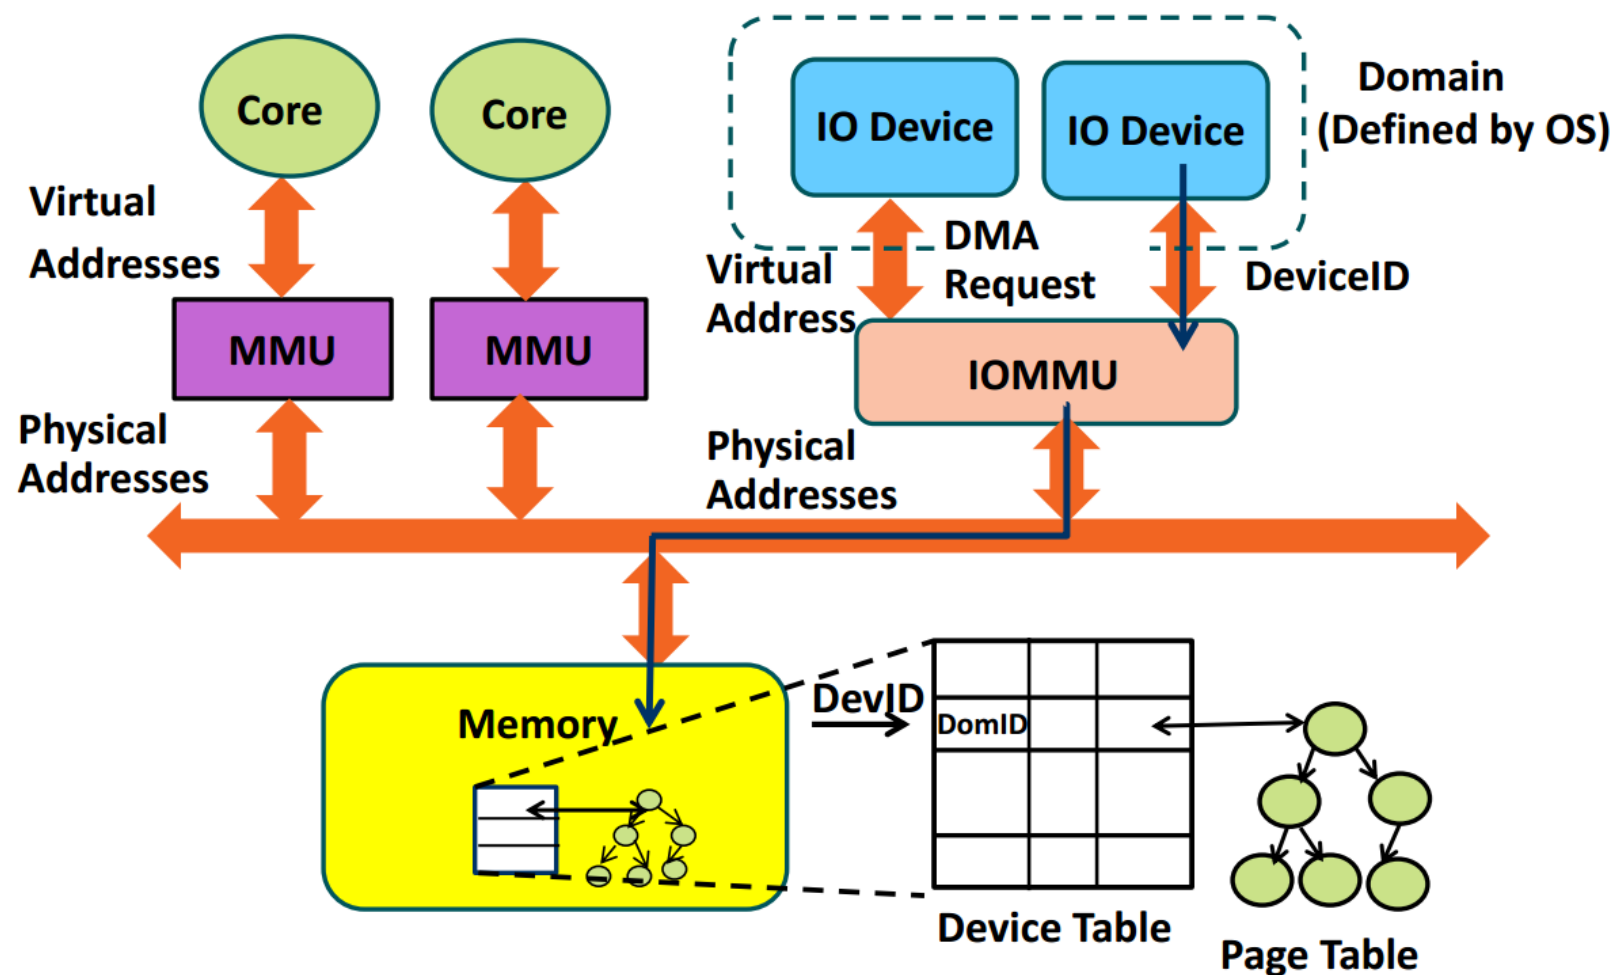 Core
Core
IO Device
IO Device
Domain
(Defined by OS)
Virtual
Addresses
DMA
Request
Virtual
Address
DeviceID
MMU
MMU
IOMMU
Physical
Addresses
Physical
Addresses
Memory
DevID
DomID
Device Table
Page Table